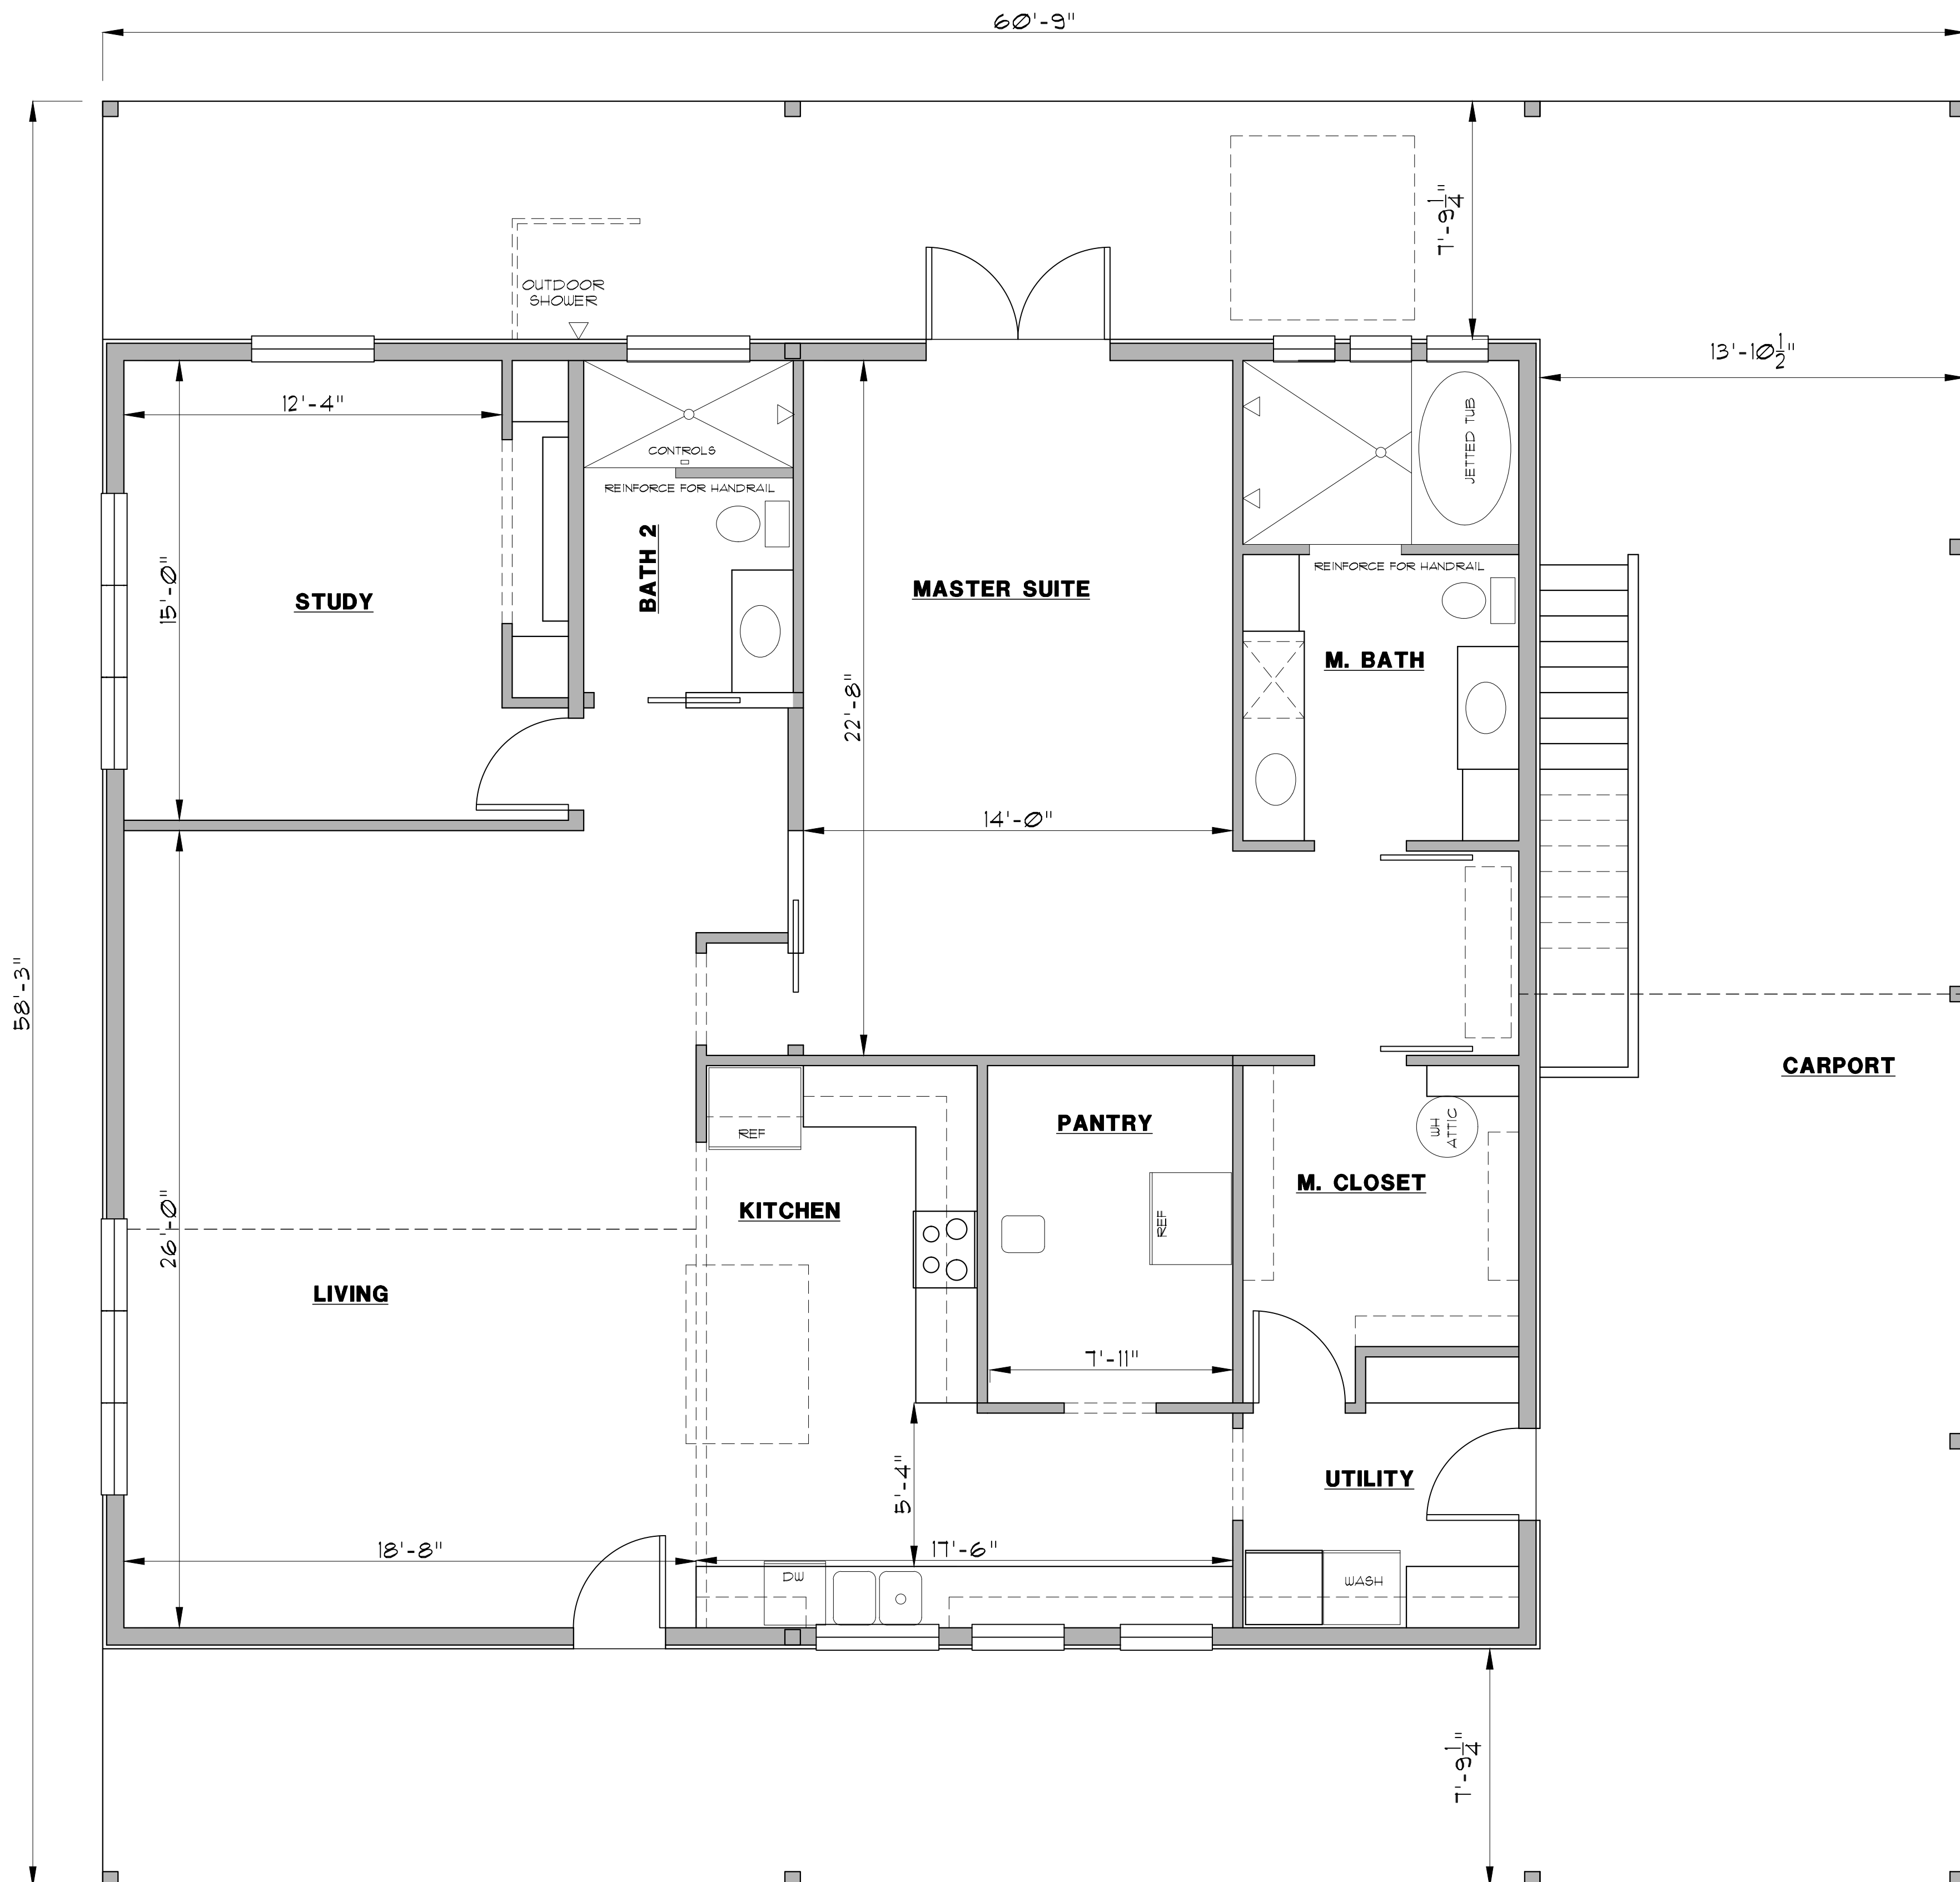 60'-9"
7'-9 1/4"
OUTDOOR
SHOWER
13'-10 1/2"
12'-4"
JETTED TUB
CONTROLS
REINFORCE FOR HANDRAIL
BATH 2
15'-0"
STUDY
MASTER SUITE
REINFORCE FOR HANDRAIL
M. BATH
22'-8"
14'-0"
58'-3"
CARPORT
REF
PANTRY
WH
ATTIC
M. CLOSET
KITCHEN
REF
26'-0"
LIVING
7'-11"
5'-4"
UTILITY
18'-8"
17'-6"
DW
WASH
7'-9 1/4"